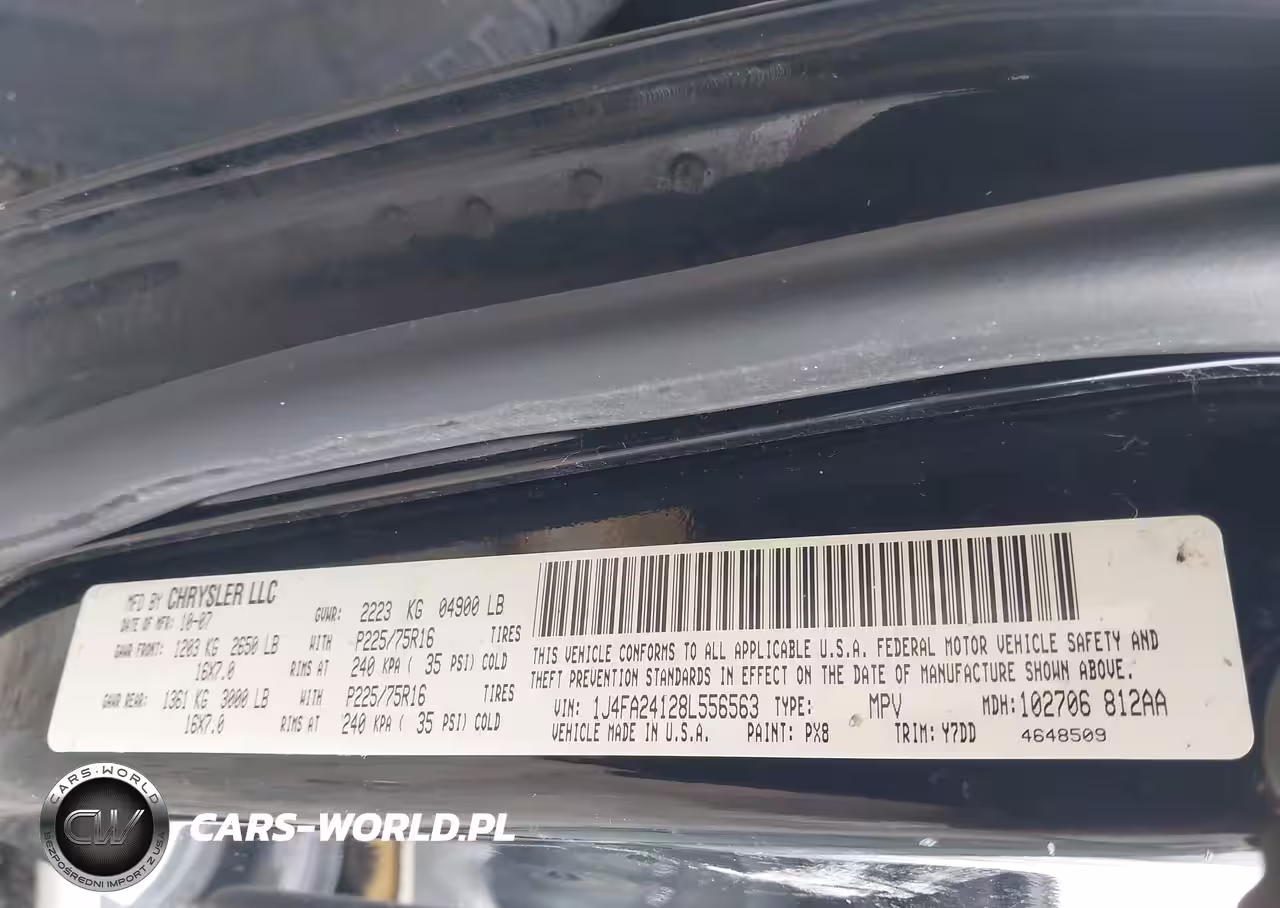 MFD BY CHRYSLER LLC
DATE OF MFR: 10-07 GVWR: 2223 KG 04900 LB
GAWR FRONT: 1203 KG 2650 LB WITH P225/75R16 TIRES
16X7.0 RIMS AT 240 KPA ( 35 PSI) COLD
GAWR REAR: 1361 KG 3000 LB WITH P225/75R16 TIRES
16X7.0 RIMS AT 240 KPA ( 35 PSI) COLD
THIS VEHICLE CONFORMS TO ALL APPLICABLE U.S.A. FEDERAL MOTOR VEHICLE SAFETY AND
THEFT PREVENTION STANDARDS IN EFFECT ON THE DATE OF MANUFACTURE SHOWN ABOVE.
VIN: 1J4FA24128L556563 TYPE: MPV MDH: 102706 812AA
VEHICLE MADE IN U.S.A. PAINT: PX8 TRIM: Y7DD 4648509
CARS-WORLD
CW
BEZPOŚREDNI IMPORT Z USA
CARS-WORLD.PL